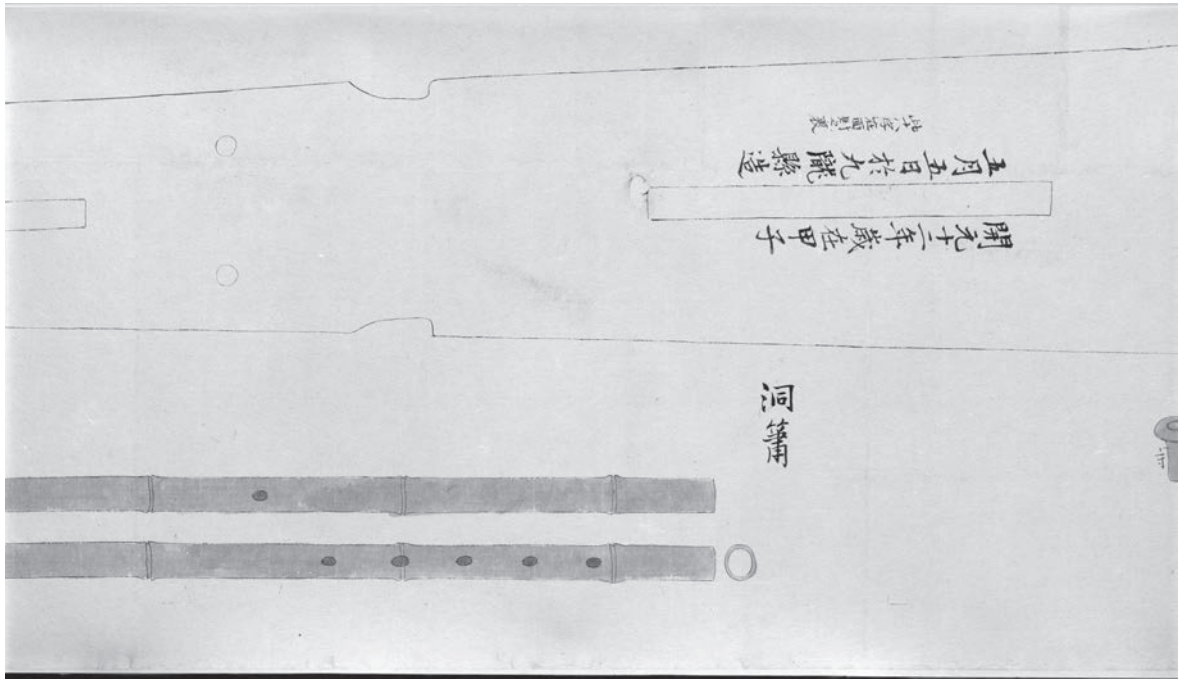 開元十二年歲在甲子
五月五日於九隴縣造
洞簫